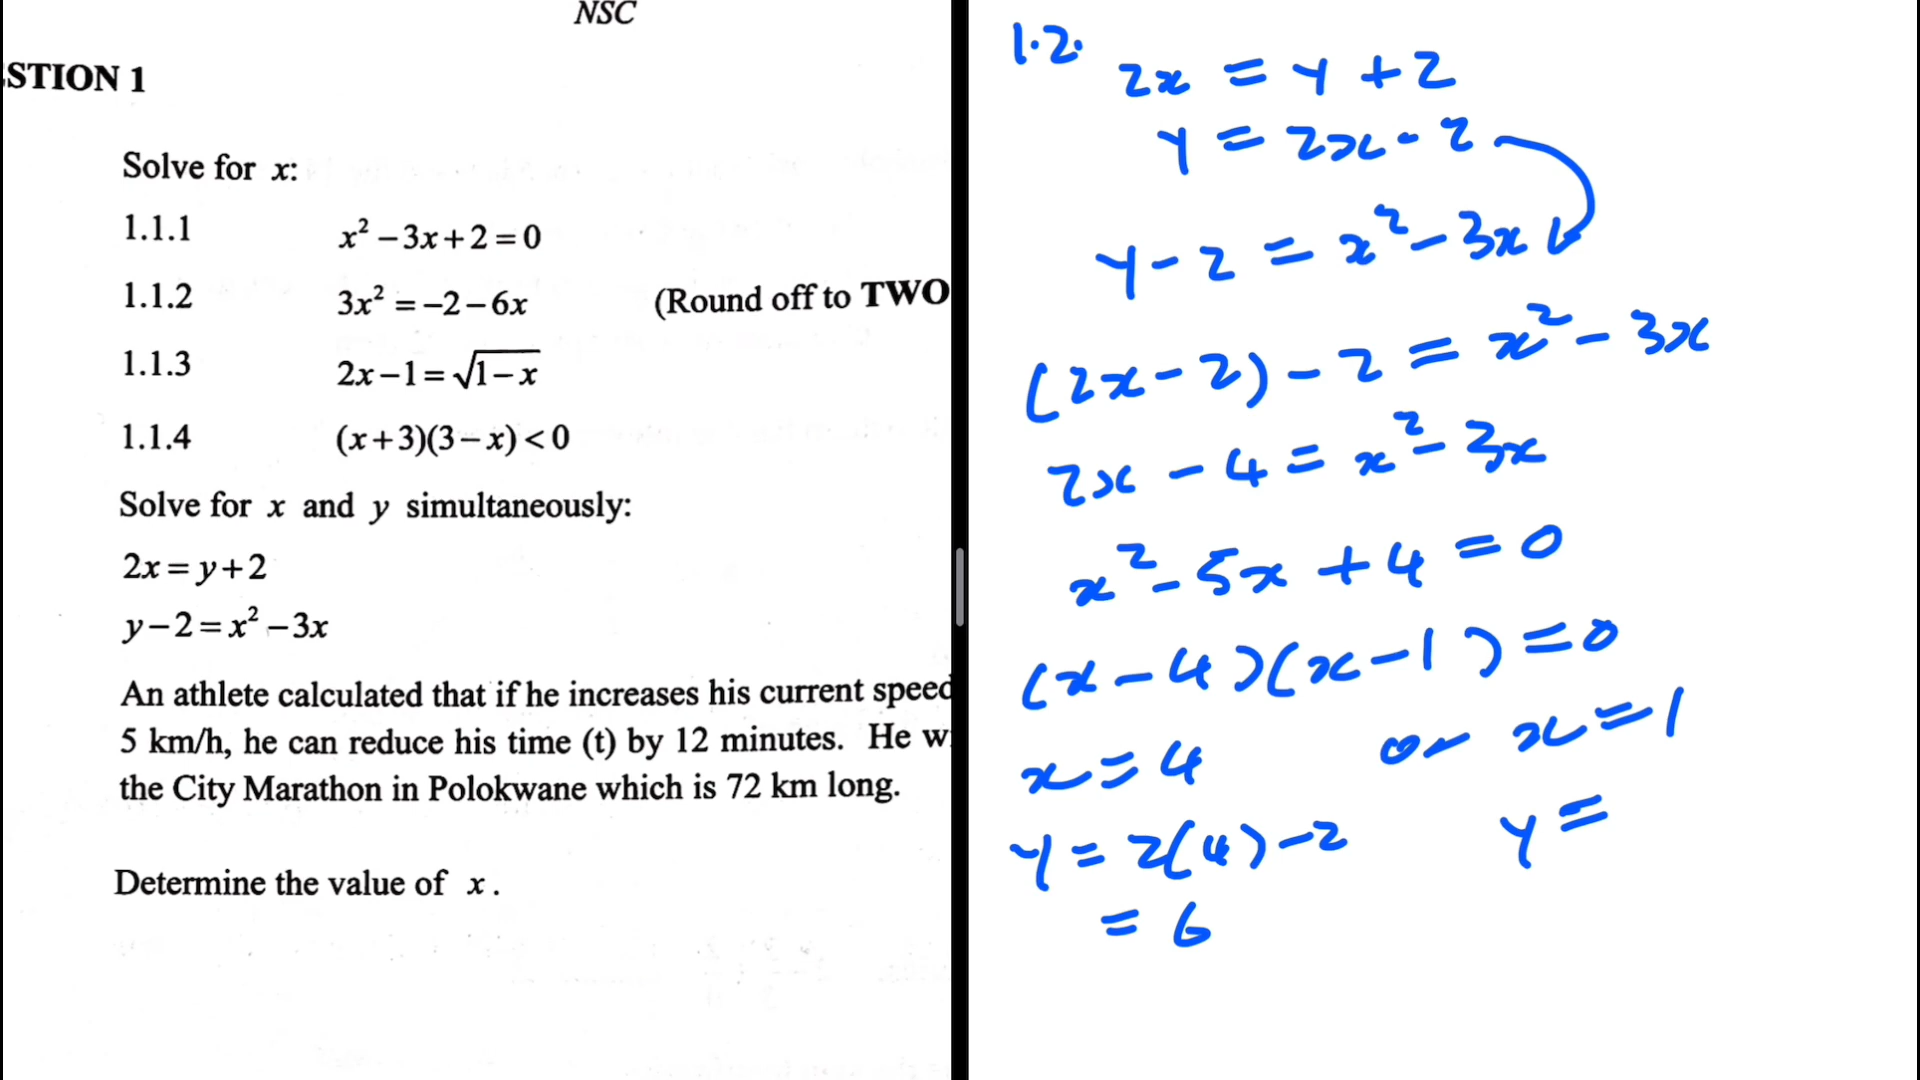 NSC
STION 1
Solve for x:
1.1.1 x² – 3x + 2 = 0
1.1.2 3x² = –2 – 6x (Round off to TWO
1.1.3 2x – 1 = √(1 – x)
1.1.4 (x + 3)(3 – x) < 0
Solve for x and y simultaneously:
2x = y + 2
y – 2 = x² – 3x
An athlete calculated that if he increases his current speed
5 km/h, he can reduce his time (t) by 12 minutes. He w
the City Marathon in Polokwane which is 72 km long.
Determine the value of x.
1.2.
2x = y + 2
y = 2x - 2
y - 2 = x² - 3x
(2x - 2) - 2 = x² - 3x
2x - 4 = x² - 3x
x² - 5x + 4 = 0
(x - 4)(x - 1) = 0
x = 4 or x = 1
y = 2(4) - 2 y =
= 6